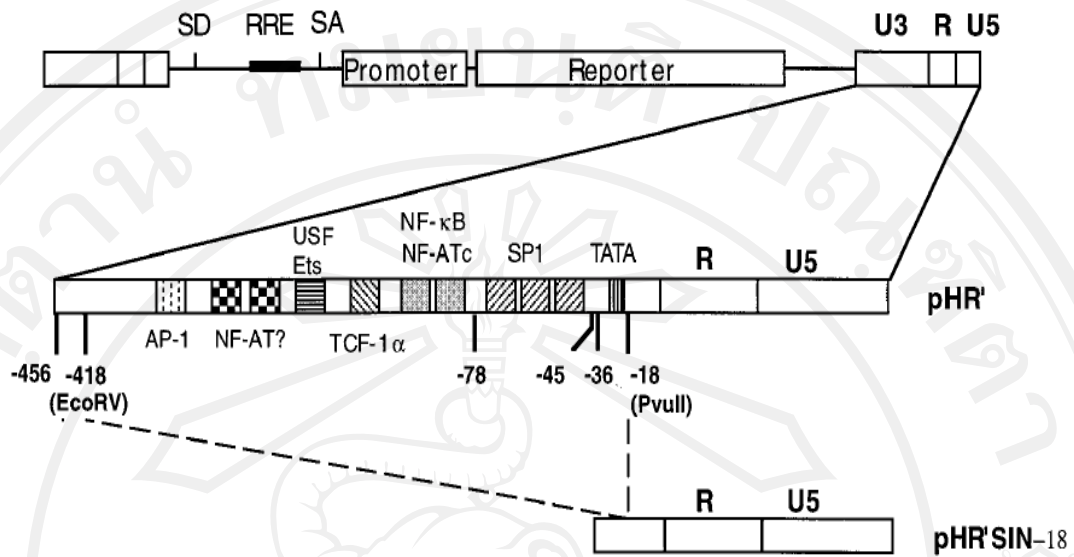 SD RRE SA U3 R U5
Promoter Reporter
NF-κB
USF NF-ATc SP1 TATA R U5
Ets
pHR'
AP-1 NF-AT? TCF-1α
-456 -418 -78 -45 -36 -18
(EcoRV) (PvuII)
R U5
pHR'SIN-18